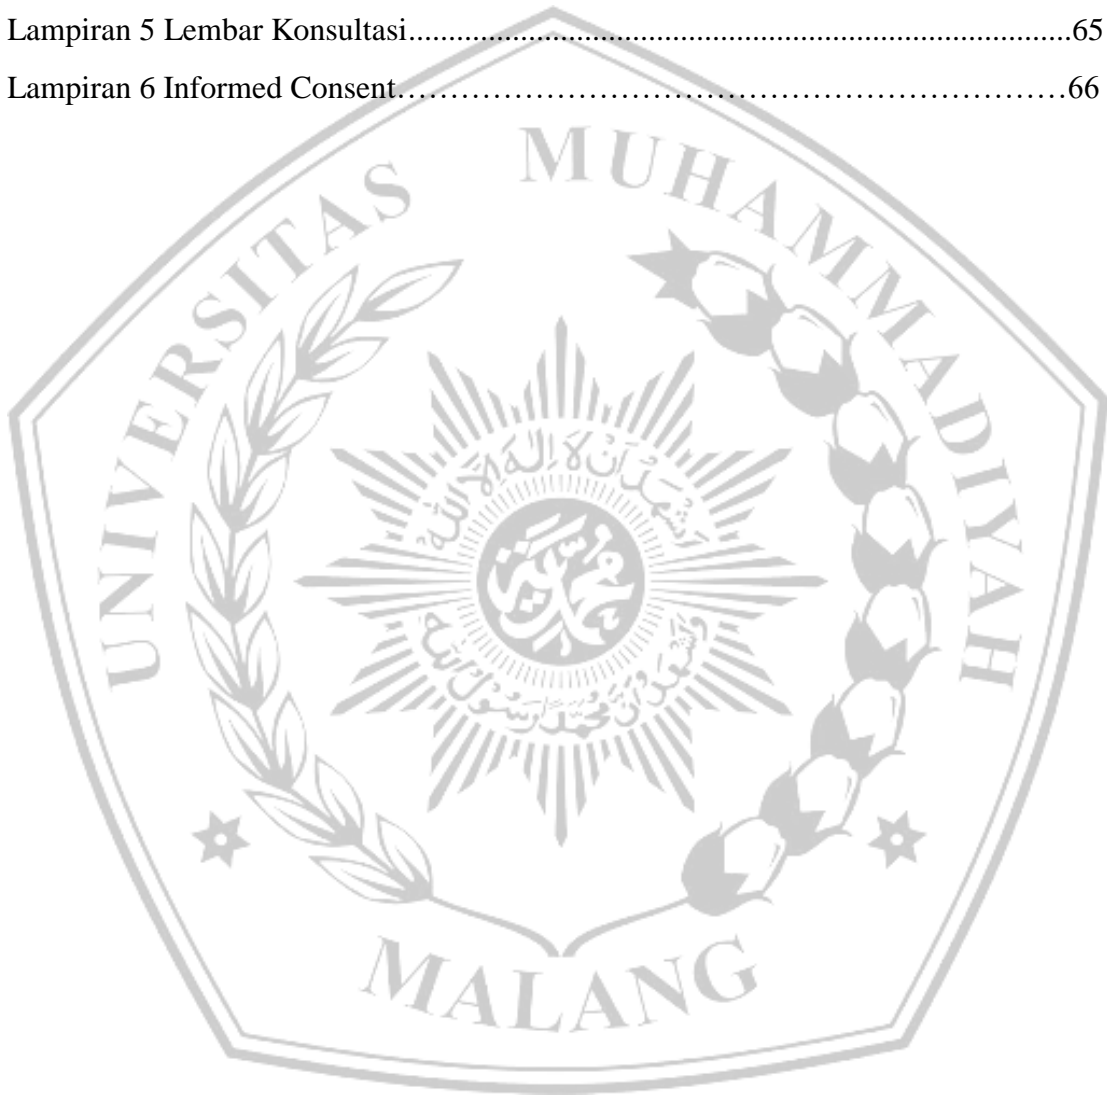 Lampiran 5 Lembar Konsultasi....................................................................................65
Lampiran 6 Informed Consent……………………………………………………………66
UNIVERSITAS MUHAMMADIYAH
MALANG